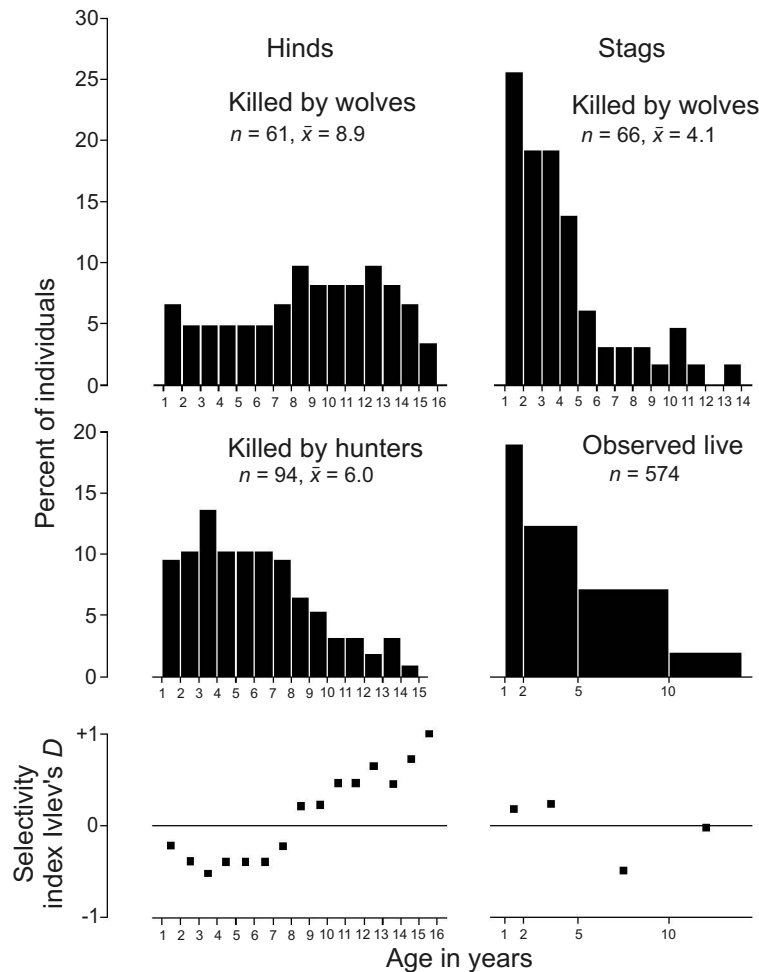 30
25
20
15
10
5
0
Hinds
Killed by wolves
n = 61, x̄ = 8.9
1 2 3 4 5 6 7 8 9 10 11 12 13 14 15 16
Stags
Killed by wolves
n = 66, x̄ = 4.1
1 2 3 4 5 6 7 8 9 10 11 12 13 14
Percent of individuals
20
15
10
5
0
Killed by hunters
n = 94, x̄ = 6.0
1 2 3 4 5 6 7 8 9 10 11 12 13 14 15
Observed live
n = 574
1 2 5 10
Selectivity
index Ivlev's D
+1
0
-1
1 2 3 4 5 6 7 8 9 10 11 12 13 14 15 16
1 2 5 10
Age in years